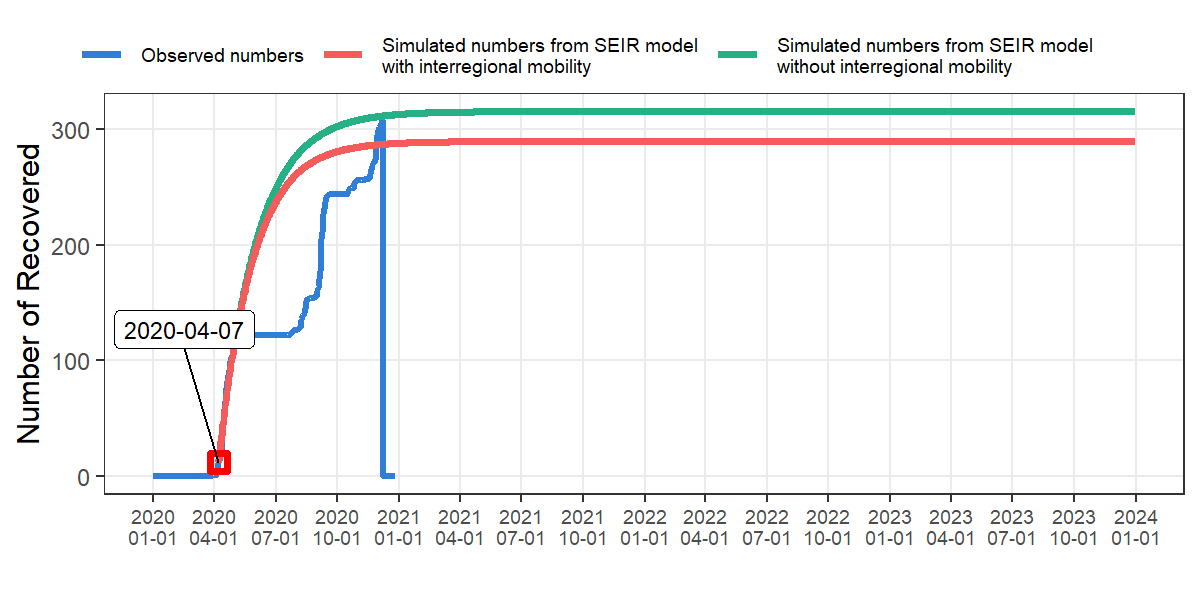 Observed numbers
Simulated numbers from SEIR model
with interregional mobility
Simulated numbers from SEIR model
without interregional mobility
Number of Recovered
300
200
100
0
2020-04-07
2020 2020 2020 2020 2021 2021 2021 2021 2022 2022 2022 2022 2023 2023 2023 2023 2024
01-01 04-01 07-01 10-01 01-01 04-01 07-01 10-01 01-01 04-01 07-01 10-01 01-01 04-01 07-01 10-01 01-01